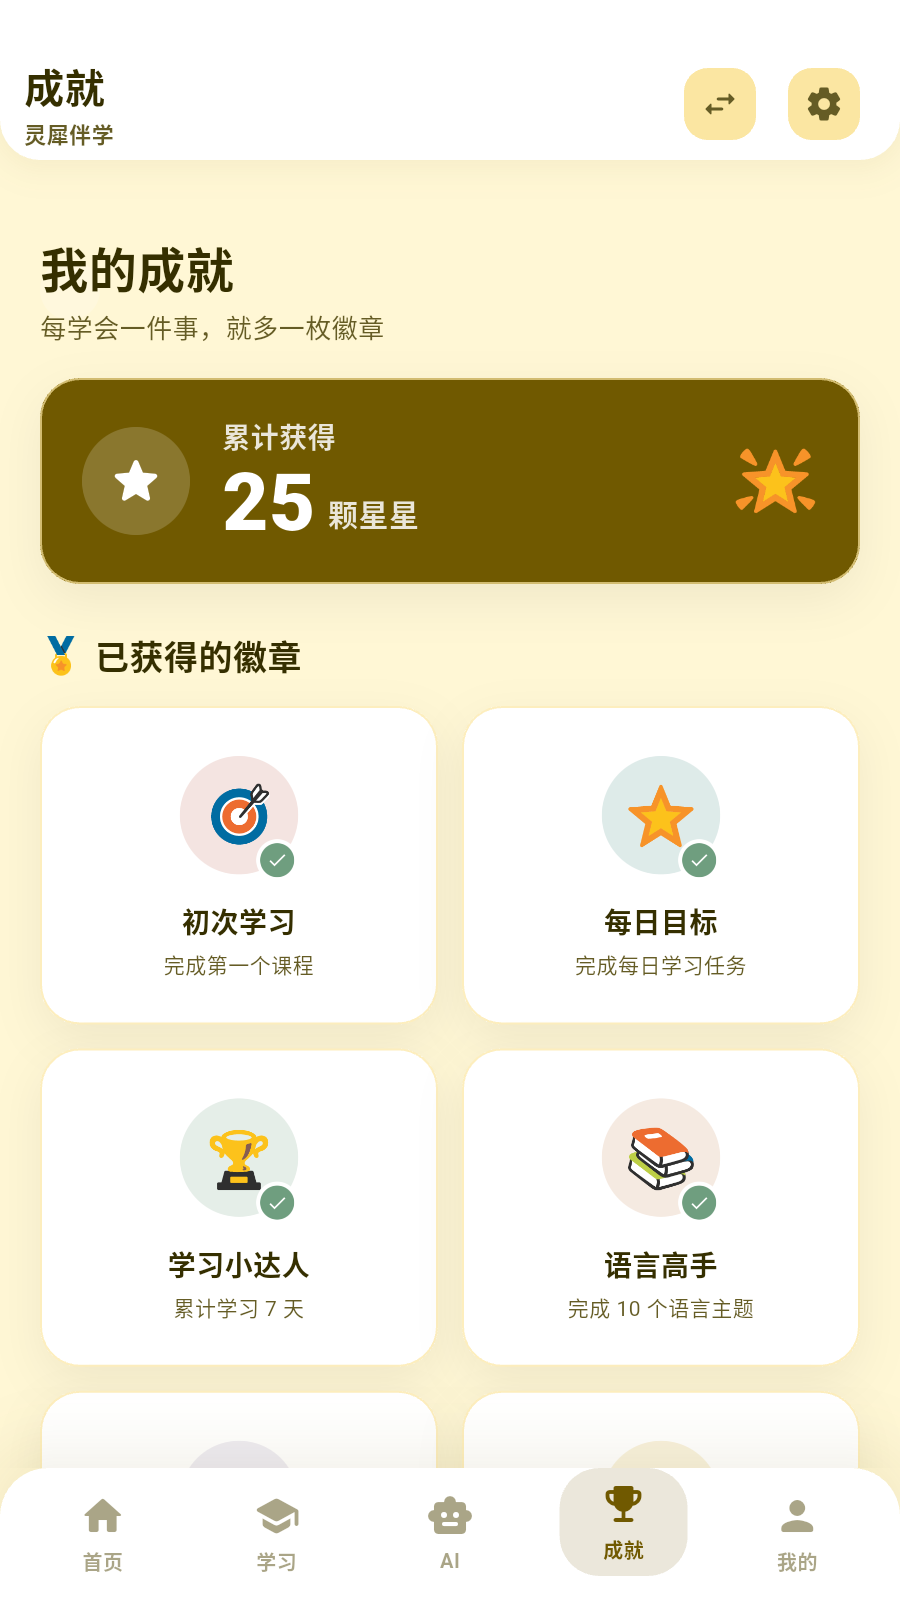 成就
灵犀伴学
我的成就
每学会一件事，就多一枚徽章
累计获得
25 颗星星
已获得的徽章
初次学习
完成第一个课程
每日目标
完成每日学习任务
学习小达人
累计学习 7 天
语言高手
完成 10 个语言主题
首页
学习
AI
成就
我的